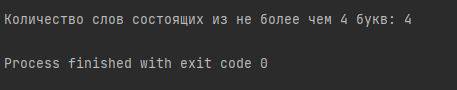 Количество слов состоящих из не более чем 4 букв: 4
Process finished with exit code 0